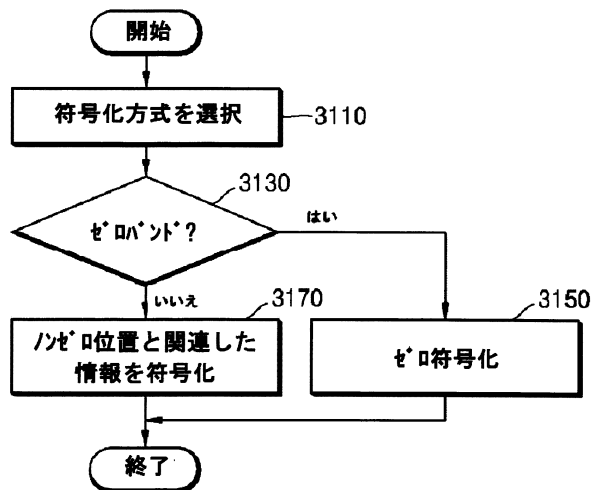 開始
符号化方式を選択
3110
3130
ｾﾞﾛﾊﾞﾝﾄﾞ?
はい
いいえ
3170
3150
ﾉﾝｾﾞﾛ位置と関連した
情報を符号化
ｾﾞﾛ符号化
終了